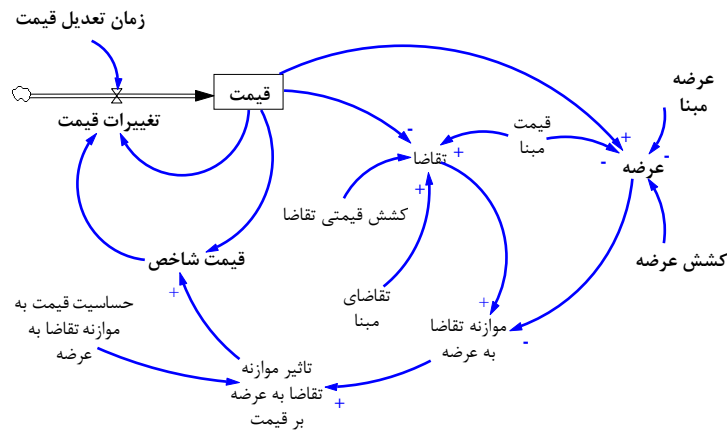 زمان تعدیل قیمت
قیمت
تغییرات قیمت
عرضه
مبنا
قیمت
مبنا
-
+
تقاضا
+
-
+
-
عرضه
کشش قیمتی تقاضا
کشش عرضه
قیمت شاخص
+
تقاضای
مبنا
+
حساسیت قیمت به
موازنه تقاضا به
عرضه
موازنه تقاضا
به عرضه
-
تاثیر موازنه
تقاضا به عرضه
بر قیمت
+